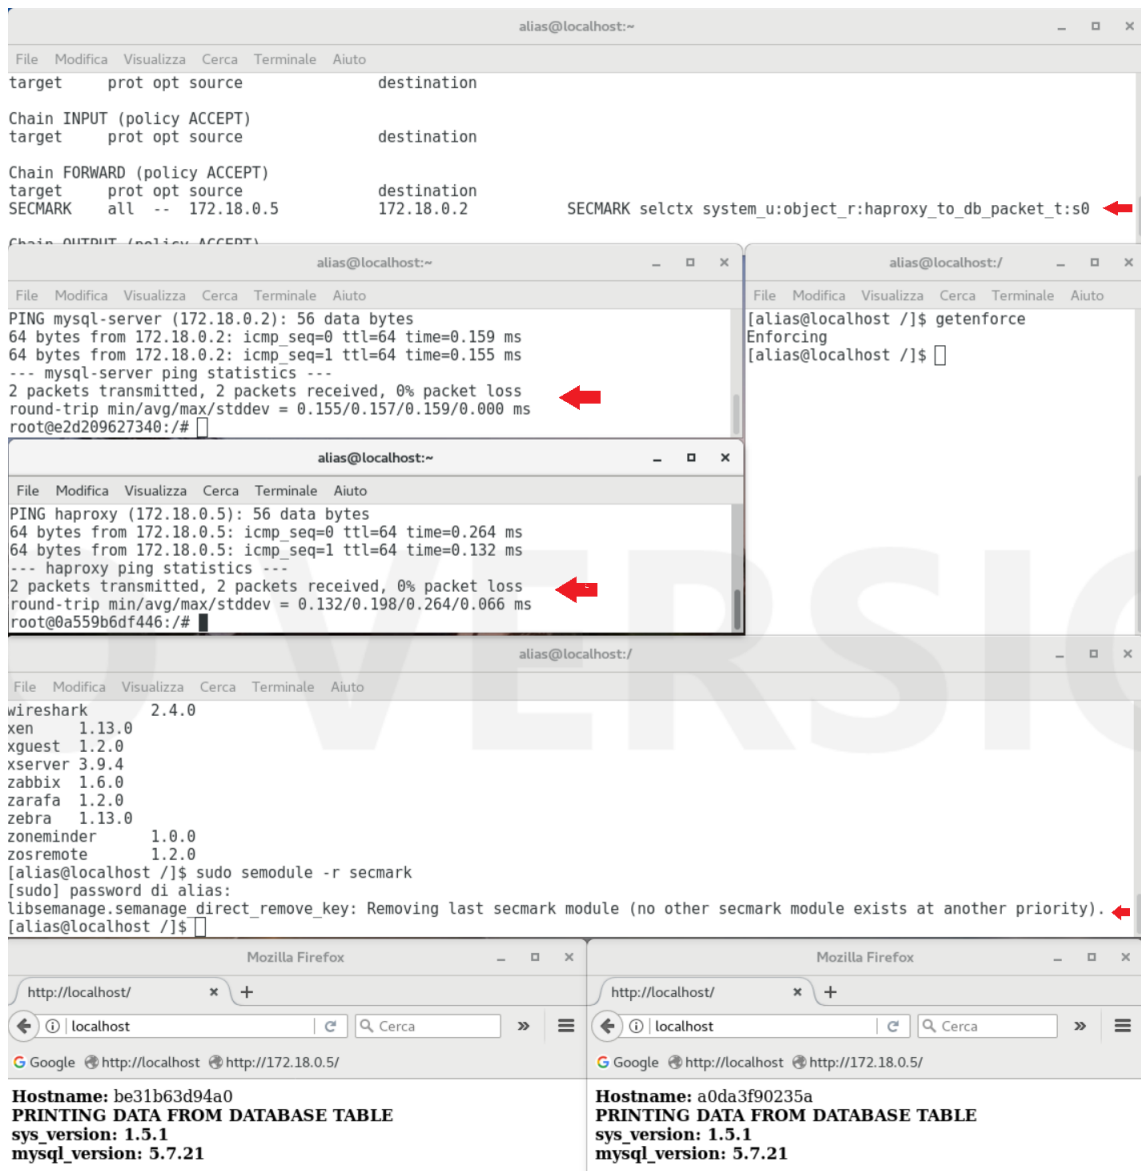 alias@localhost:~
File Modifica Visualizza Cerca Terminale Aiuto
target prot opt source destination
Chain INPUT (policy ACCEPT)
target prot opt source destination
Chain FORWARD (policy ACCEPT)
target prot opt source destination
SECMARK all -- 172.18.0.5 172.18.0.2 SECMARK selctx system_u:object_r:haproxy_to_db_packet_t:s0
Chain OUTPUT (policy ACCEPT)
alias@localhost:~
File Modifica Visualizza Cerca Terminale Aiuto
PING mysql-server (172.18.0.2): 56 data bytes
64 bytes from 172.18.0.2: icmp_seq=0 ttl=64 time=0.159 ms
64 bytes from 172.18.0.2: icmp_seq=1 ttl=64 time=0.155 ms
--- mysql-server ping statistics ---
2 packets transmitted, 2 packets received, 0% packet loss
round-trip min/avg/max/stddev = 0.155/0.157/0.159/0.000 ms
root@e2d209627340:/#
alias@localhost:/
File Modifica Visualizza Cerca Terminale Aiuto
[alias@localhost /]$ getenforce
Enforcing
[alias@localhost /]$
alias@localhost:~
File Modifica Visualizza Cerca Terminale Aiuto
PING haproxy (172.18.0.5): 56 data bytes
64 bytes from 172.18.0.5: icmp_seq=0 ttl=64 time=0.264 ms
64 bytes from 172.18.0.5: icmp_seq=1 ttl=64 time=0.132 ms
--- haproxy ping statistics ---
2 packets transmitted, 2 packets received, 0% packet loss
round-trip min/avg/max/stddev = 0.132/0.198/0.264/0.066 ms
root@0a559b6df446:/#
alias@localhost:/
File Modifica Visualizza Cerca Terminale Aiuto
wireshark 2.4.0
xen 1.13.0
xguest 1.2.0
xserver 3.9.4
zabbix 1.6.0
zarafa 1.2.0
zebra 1.13.0
zoneminder 1.0.0
zosremote 1.2.0
[alias@localhost /]$ sudo semodule -r secmark
[sudo] password di alias:
libsemanage.semanage_direct_remove_key: Removing last secmark module (no other secmark module exists at another priority).
[alias@localhost /]$
Mozilla Firefox
http://localhost/
localhost
Cerca
Google http://localhost http://172.18.0.5/
Hostname: be31b63d94a0
PRINTING DATA FROM DATABASE TABLE
sys_version: 1.5.1
mysql_version: 5.7.21
Mozilla Firefox
http://localhost/
localhost
Cerca
Google http://localhost http://172.18.0.5/
Hostname: a0da3f90235a
PRINTING DATA FROM DATABASE TABLE
sys_version: 1.5.1
mysql_version: 5.7.21